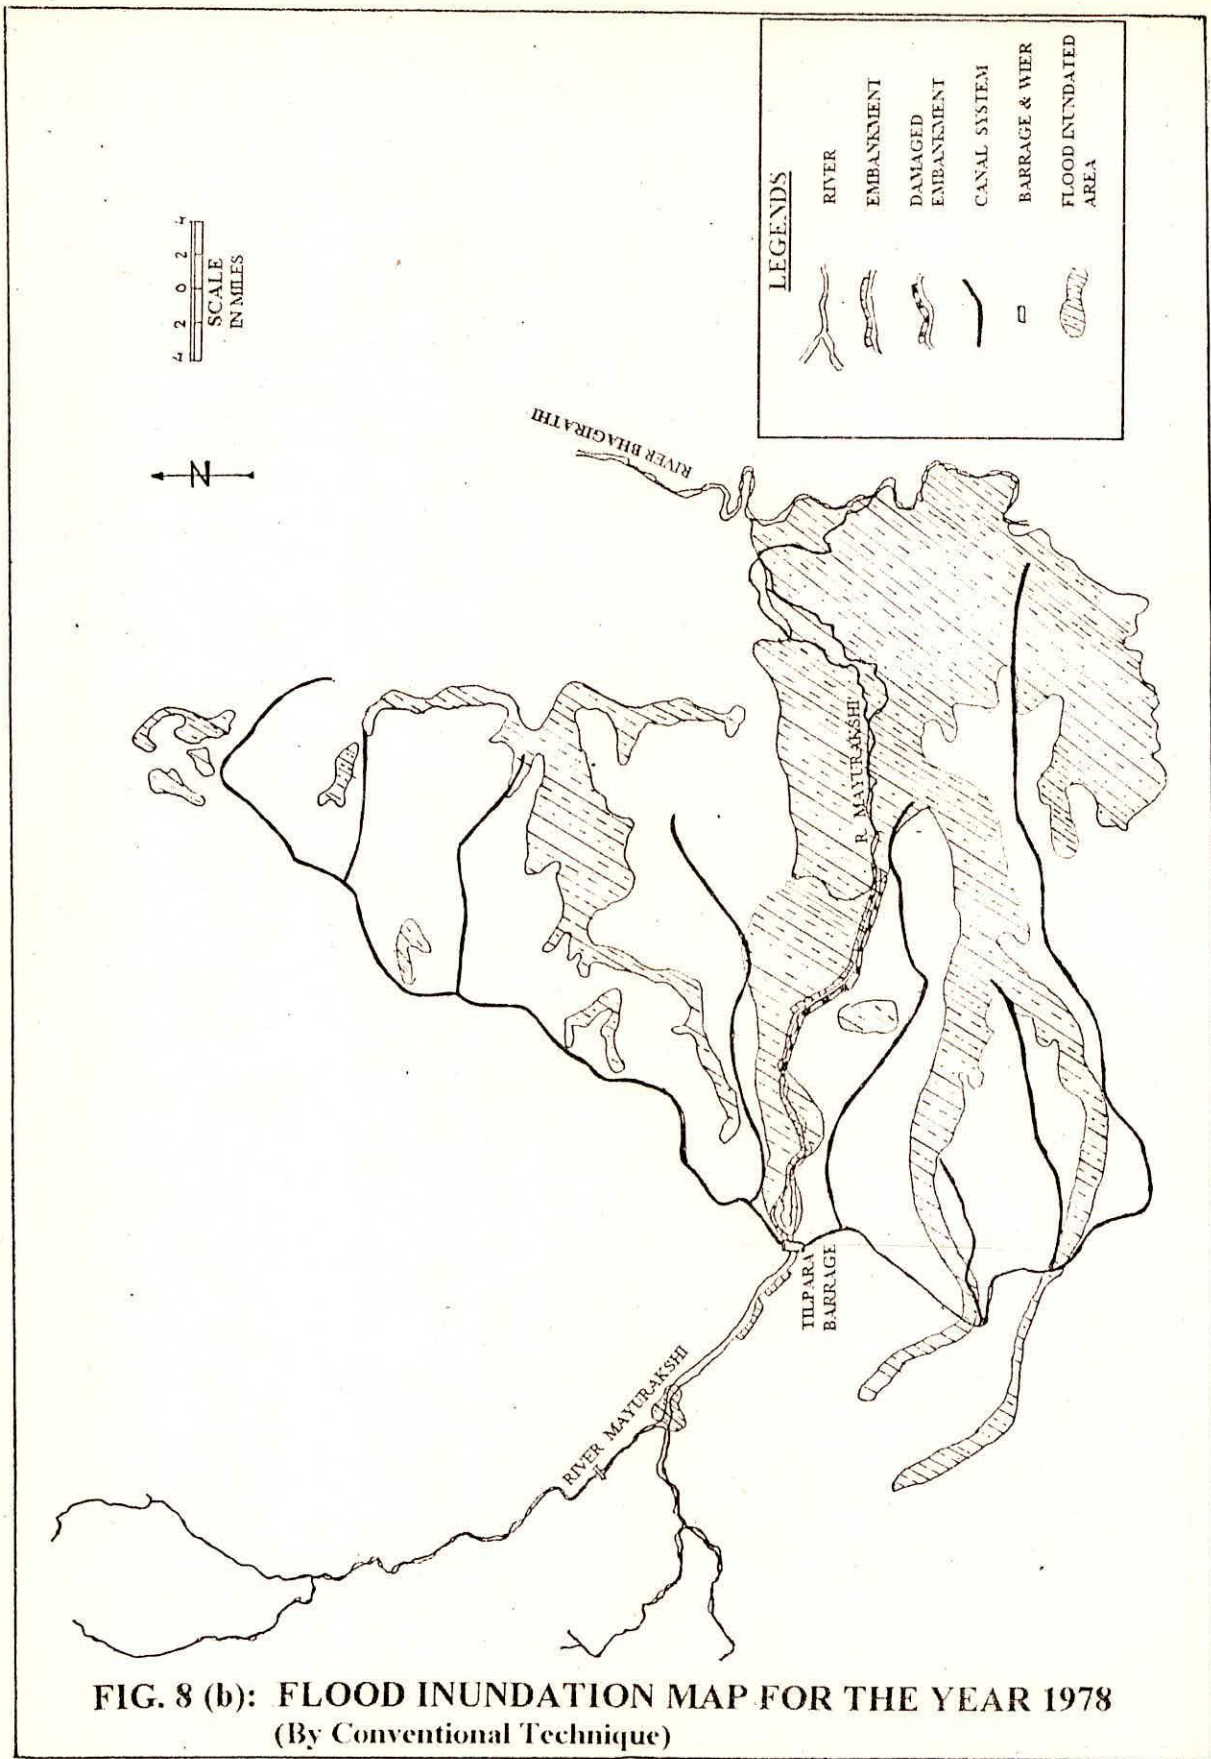 LEGENDS
RIVER
EMBANKMENT
DAMAGED
EMBANKMENT
CANAL SYSTEM
BARRAGE & WIER
FLOOD INUNDATED
AREA
4 2 0 2 4
SCALE
IN MILES
N
RIVER BHAGIRATHI
R. MAYURAKSHI
TILPARA
BARRAGE
RIVER MAYURAKSHI
FIG. 8 (b): FLOOD INUNDATION MAP FOR THE YEAR 1978
(By Conventional Technique)